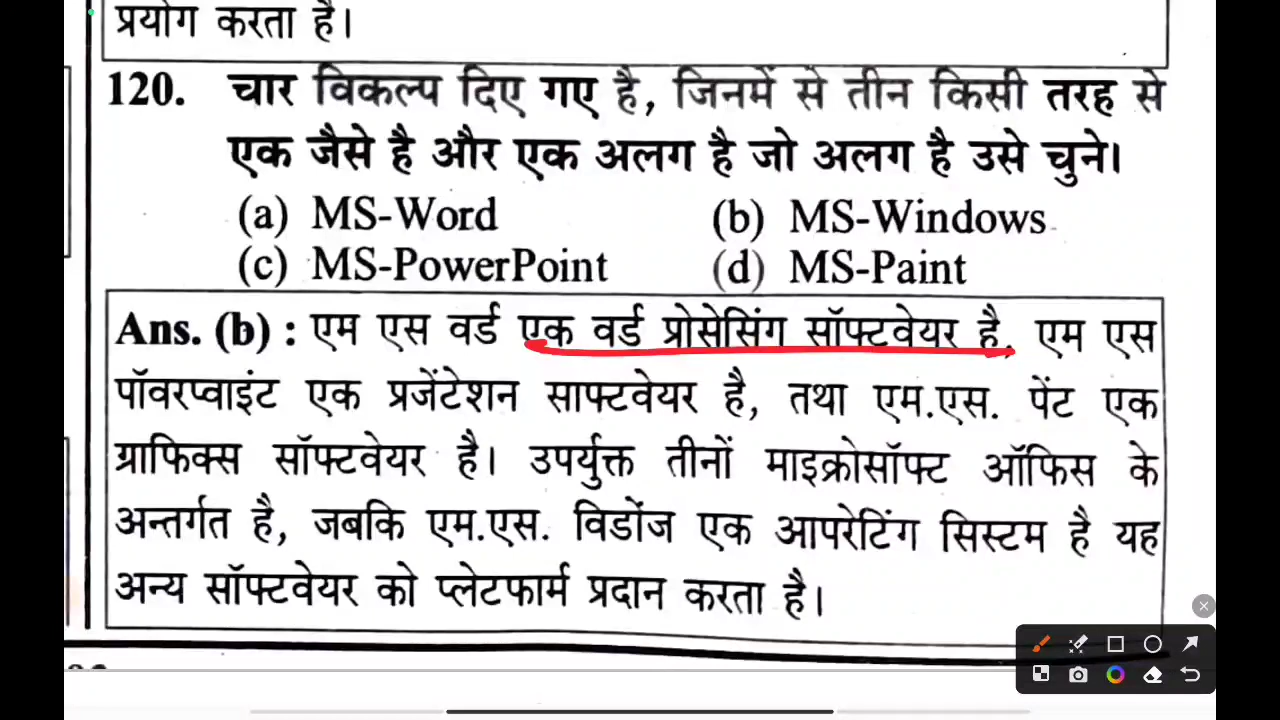 प्रयोग करता है।
120. चार विकल्प दिए गए है, जिनमें से तीन किसी तरह से
एक जैसे है और एक अलग है जो अलग है उसे चुने।
(a) MS-Word (b) MS-Windows
(c) MS-PowerPoint (d) MS-Paint
Ans. (b) : एम एस वर्ड एक वर्ड प्रोसेसिंग सॉफ्टवेयर है, एम एस
पॉवरप्वाइंट एक प्रजेंटेशन साफ्टवेयर है, तथा एम.एस. पेंट एक
ग्राफिक्स सॉफ्टवेयर है। उपर्युक्त तीनों माइक्रोसॉफ्ट ऑफिस के
अन्तर्गत है, जबकि एम.एस. विडोंज एक आपरेटिंग सिस्टम है यह
अन्य सॉफ्टवेयर को प्लेटफार्म प्रदान करता है।